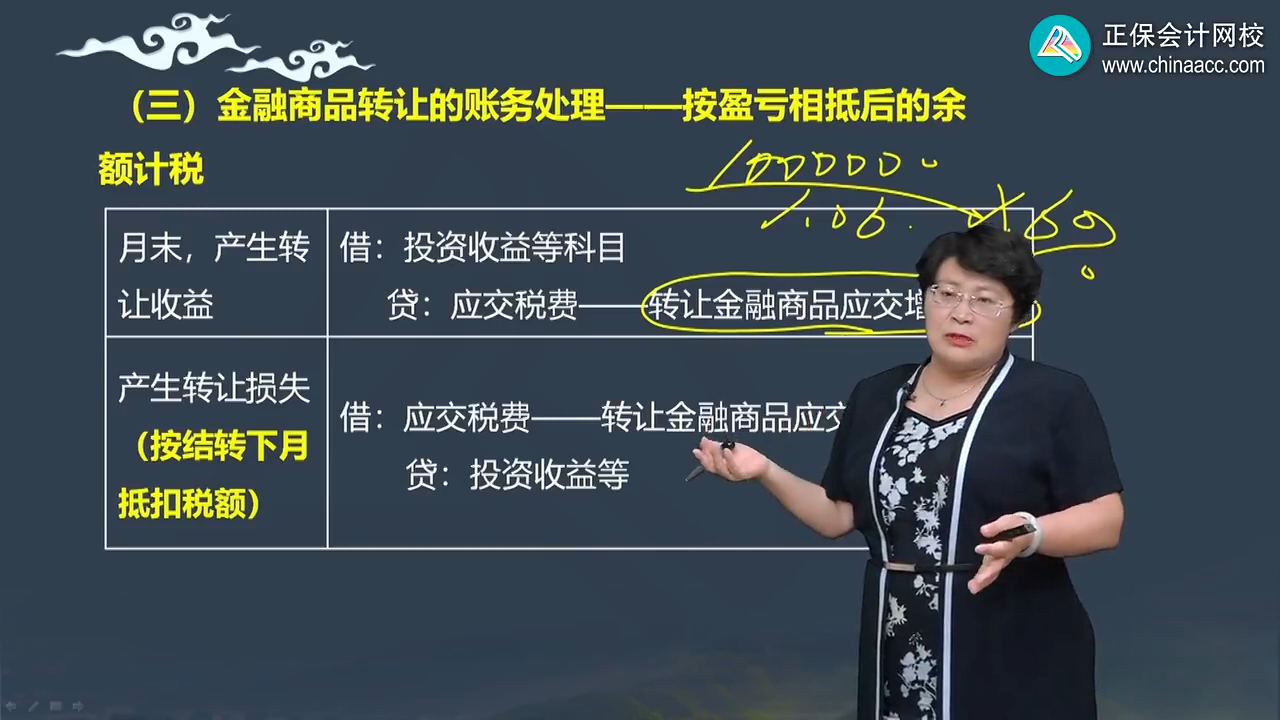 正保会计网校
www.chinaacc.com
（三）金融商品转让的账务处理——按盈亏相抵后的余
额计税
1000000
1.06
月末，产生转
让收益
借：投资收益等科目
贷：应交税费——转让金融商品应交增
产生转让损失
（按结转下月
抵扣税额）
借：应交税费——转让金融商品应交
贷：投资收益等